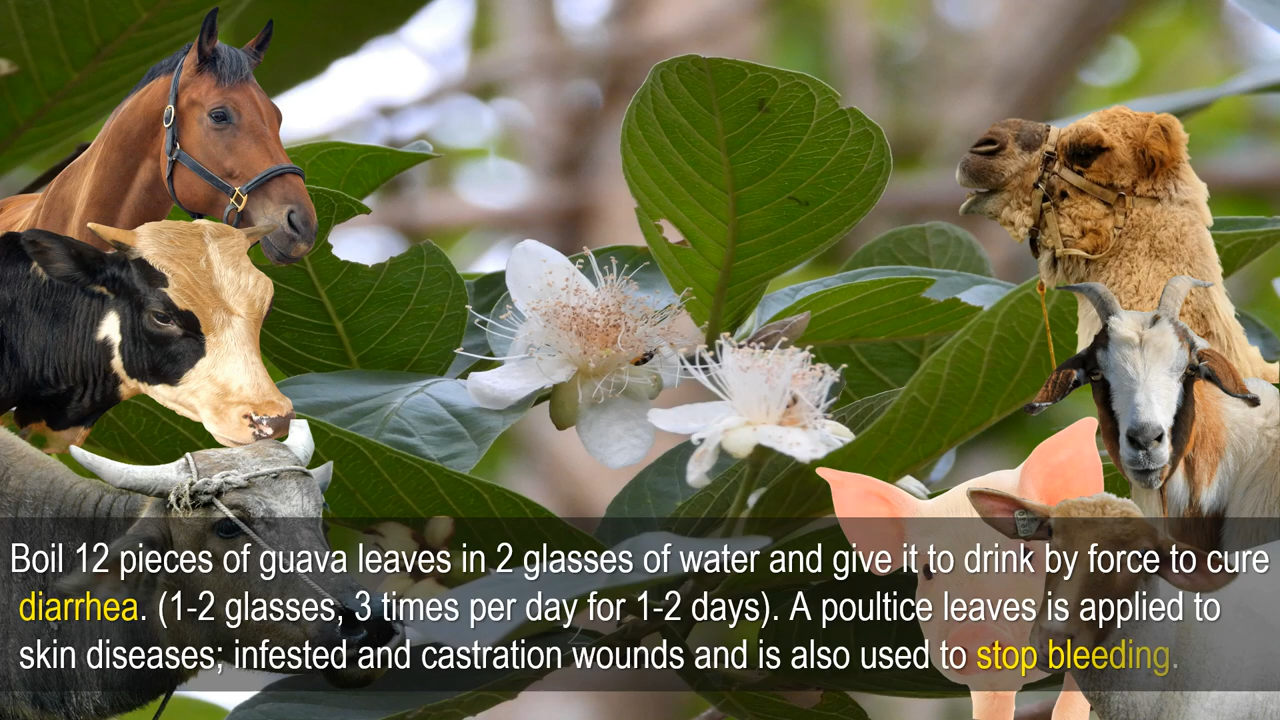 Boil 12 pieces of guava leaves in 2 glasses of water and give it to drink by force to cure
diarrhea. (1-2 glasses, 3 times per day for 1-2 days). A poultice leaves is applied to
skin diseases; infested and castration wounds and is also used to stop bleeding.